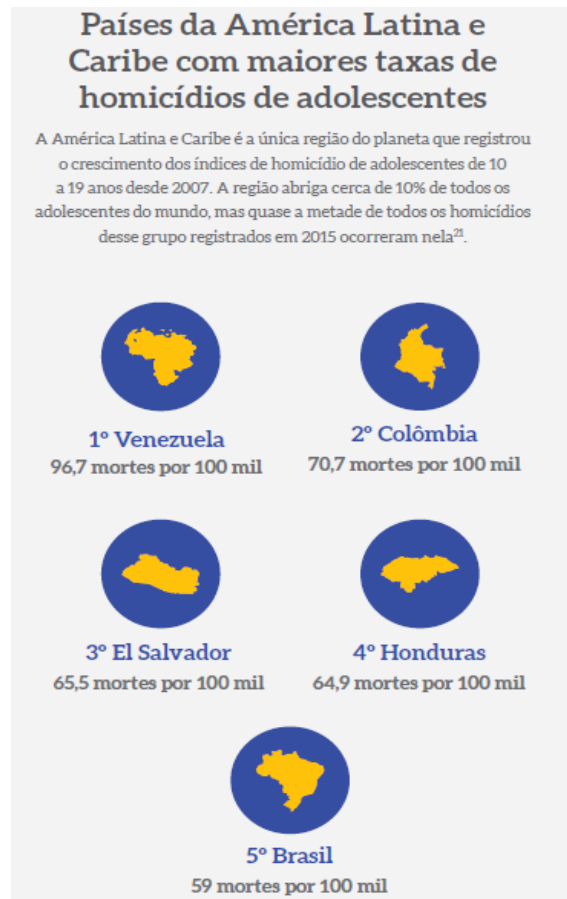 Países da América Latina e
Caribe com maiores taxas de
homicídios de adolescentes
A América Latina e Caribe é a única região do planeta que registrou
o crescimento dos índices de homicídio de adolescentes de 10
a 19 anos desde 2007. A região abriga cerca de 10% de todos os
adolescentes do mundo, mas quase a metade de todos os homicídios
desse grupo registrados em 2015 ocorreram nela²¹.
1º Venezuela
96,7 mortes por 100 mil
2º Colômbia
70,7 mortes por 100 mil
3º El Salvador
65,5 mortes por 100 mil
4º Honduras
64,9 mortes por 100 mil
5º Brasil
59 mortes por 100 mil